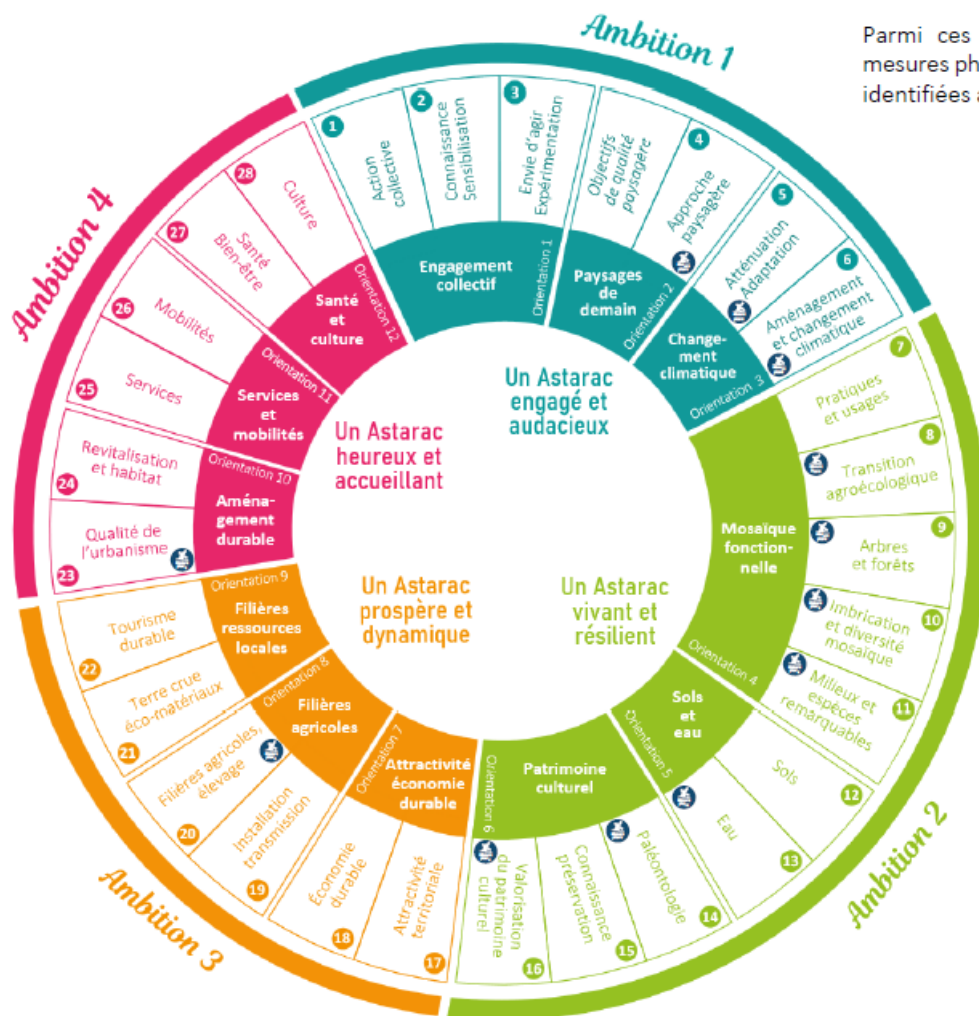 Parmi ces
mesures ph
identifiées a
Ambition 1
1
Action
collective
2
Connaissance
Sensibilisation
3
Envie d'agir
Expérimentation
Engagement
collectif
Orientation 1
Objectifs
de qualité
paysagère
4
Approche
paysagère
Paysages de
demain
Orientation 2
5
Atténuation
Adaptation
6
Aménagement
et changement
climatique
Change-
ment
climatique
Orientation 3
Un Astarac
engagé et
audacieux
Ambition 2
7
Pratiques
et usages
8
Transition
agroécologique
9
Arbres
et forêts
10
Imbrication
et diversité
mosaïque
11
Milieux et
espèces
remarquables
Mosaïque
fonction-
nelle
Orientation 4
12
Sols
13
Eau
Sols
et
eau
Orientation 5
14
Paléontologie
15
Connaissance
préservation
16
Valorisation
du patrimoine
culturel
Patrimoine
culturel
Orientation 6
Un Astarac
vivant et
résilient
Ambition 3
17
Attractivité
territoriale
18
Économie
durable
Attractivité
économie
durable
Orientation 7
19
Installation
transmission
20
Filières agricoles,
élevage
Filières
agricoles
Orientation 8
21
Terre crue
éco-matériaux
22
Tourisme
durable
Filières
ressources
locales
Orientation 9
Un Astarac
prospère et
dynamique
Ambition 4
23
Qualité de
l'urbanisme
24
Revitalisation
et habitat
Aména-
gement
durable
Orientation 10
25
Services
26
Mobilités
Services
et
mobilités
Orientation 11
27
Santé
Bien-être
28
Culture
Santé
et
culture
Orientation 12
Un Astarac
heureux et
accueillant